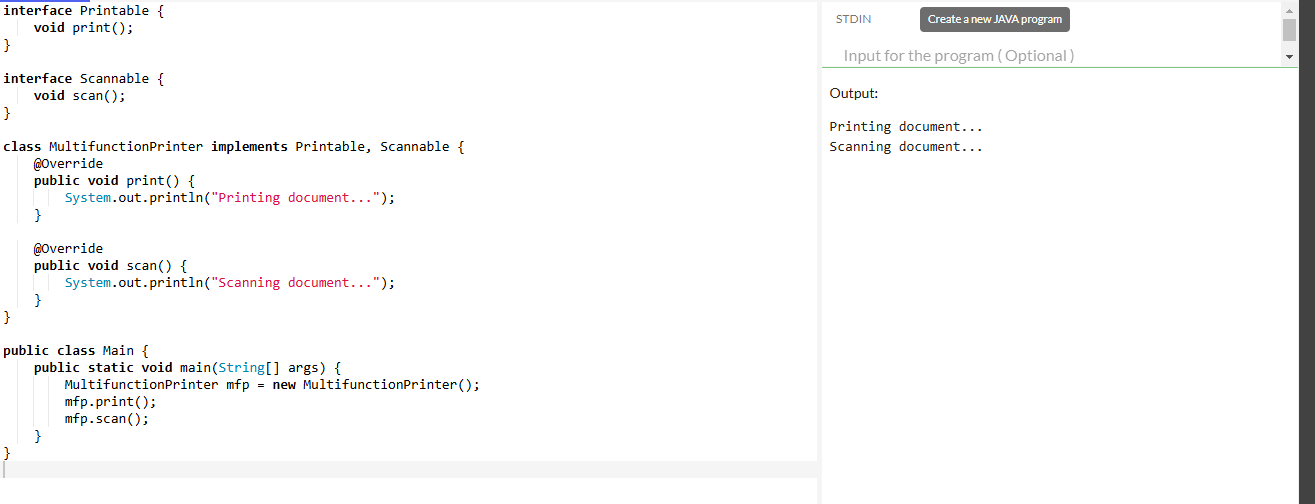 interface Printable {
    void print();
}

interface Scannable {
    void scan();
}

class MultifunctionPrinter implements Printable, Scannable {
    @Override
    public void print() {
        System.out.println("Printing document...");
    }

    @Override
    public void scan() {
        System.out.println("Scanning document...");
    }
}

public class Main {
    public static void main(String[] args) {
        MultifunctionPrinter mfp = new MultifunctionPrinter();
        mfp.print();
        mfp.scan();
    }
}
STDIN
Create a new JAVA program
Input for the program ( Optional )
Output:
Printing document...
Scanning document...